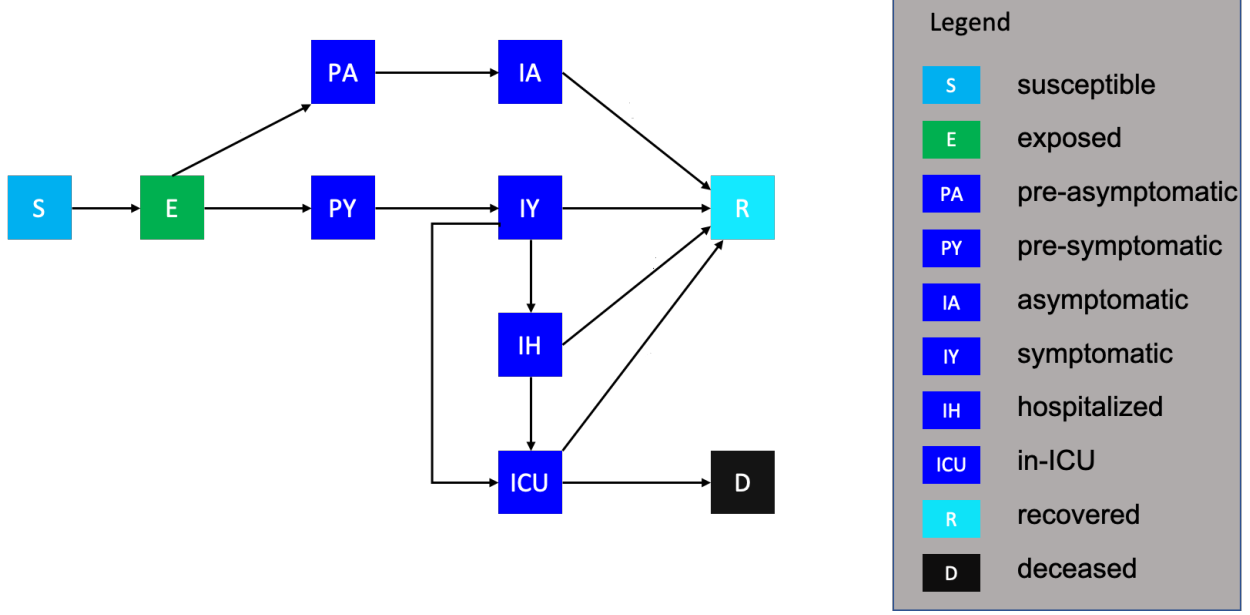 PA
IA
S
E
PY
IY
R
IH
ICU
D
Legend
S susceptible
E exposed
PA pre-asymptomatic
PY pre-symptomatic
IA asymptomatic
IY symptomatic
IH hospitalized
ICU in-ICU
R recovered
D deceased